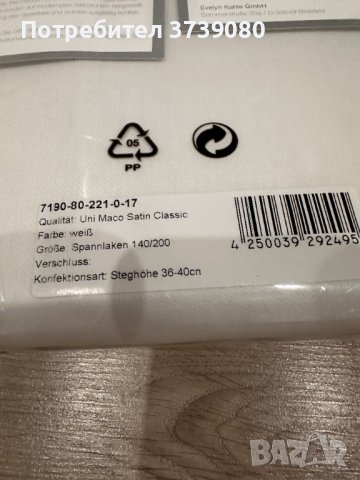 Потребител 3739080
Evelyn Kahle GmbH
05
PP
7190-80-221-0-17
Qualität: Uni Maco Satin Classic
Farbe: weiß
Größe: Spannlaken 140/200
Verschluss:
Konfektionsart: Steghöhe 36-40cn
4 250039 292495
BAZAR